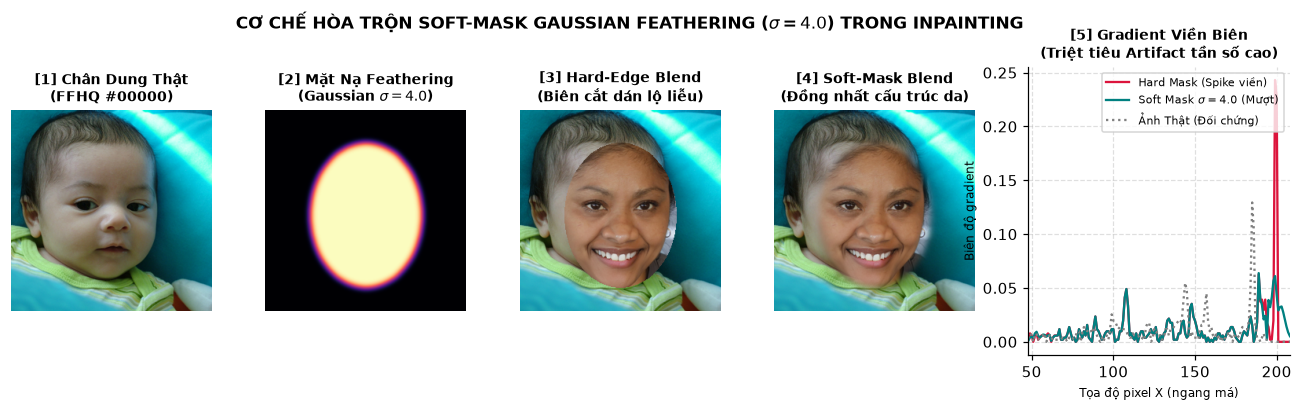 CƠ CHẾ HÒA TRỘN SOFT-MASK GAUSSIAN FEATHERING (σ = 4.0) TRONG INPAINTING
[1] Chân Dung Thật
(FFHQ #00000)
[2] Mặt Nạ Feathering
(Gaussian σ = 4.0)
[3] Hard-Edge Blend
(Biên cắt dán lộ liễu)
[4] Soft-Mask Blend
(Đồng nhất cấu trúc da)
[5] Gradient Viền Biên
(Triệt tiêu Artifact tần số cao)
Hard Mask (Spike viền)
Soft Mask σ = 4.0 (Mượt)
Ảnh Thật (Đối chứng)
Biên độ gradient
0.25
0.20
0.15
0.10
0.05
0.00
50
100
150
200
Tọa độ pixel X (ngang má)